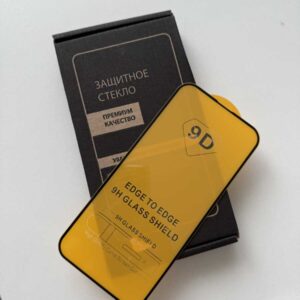 ЗАЩИТНОЕ
СТЕКЛО
ПРЕМИУМ
КАЧЕСТВО
9D
EDGE TO EDGE
9H GLASS SHIELD
9H GLASS SHIELD